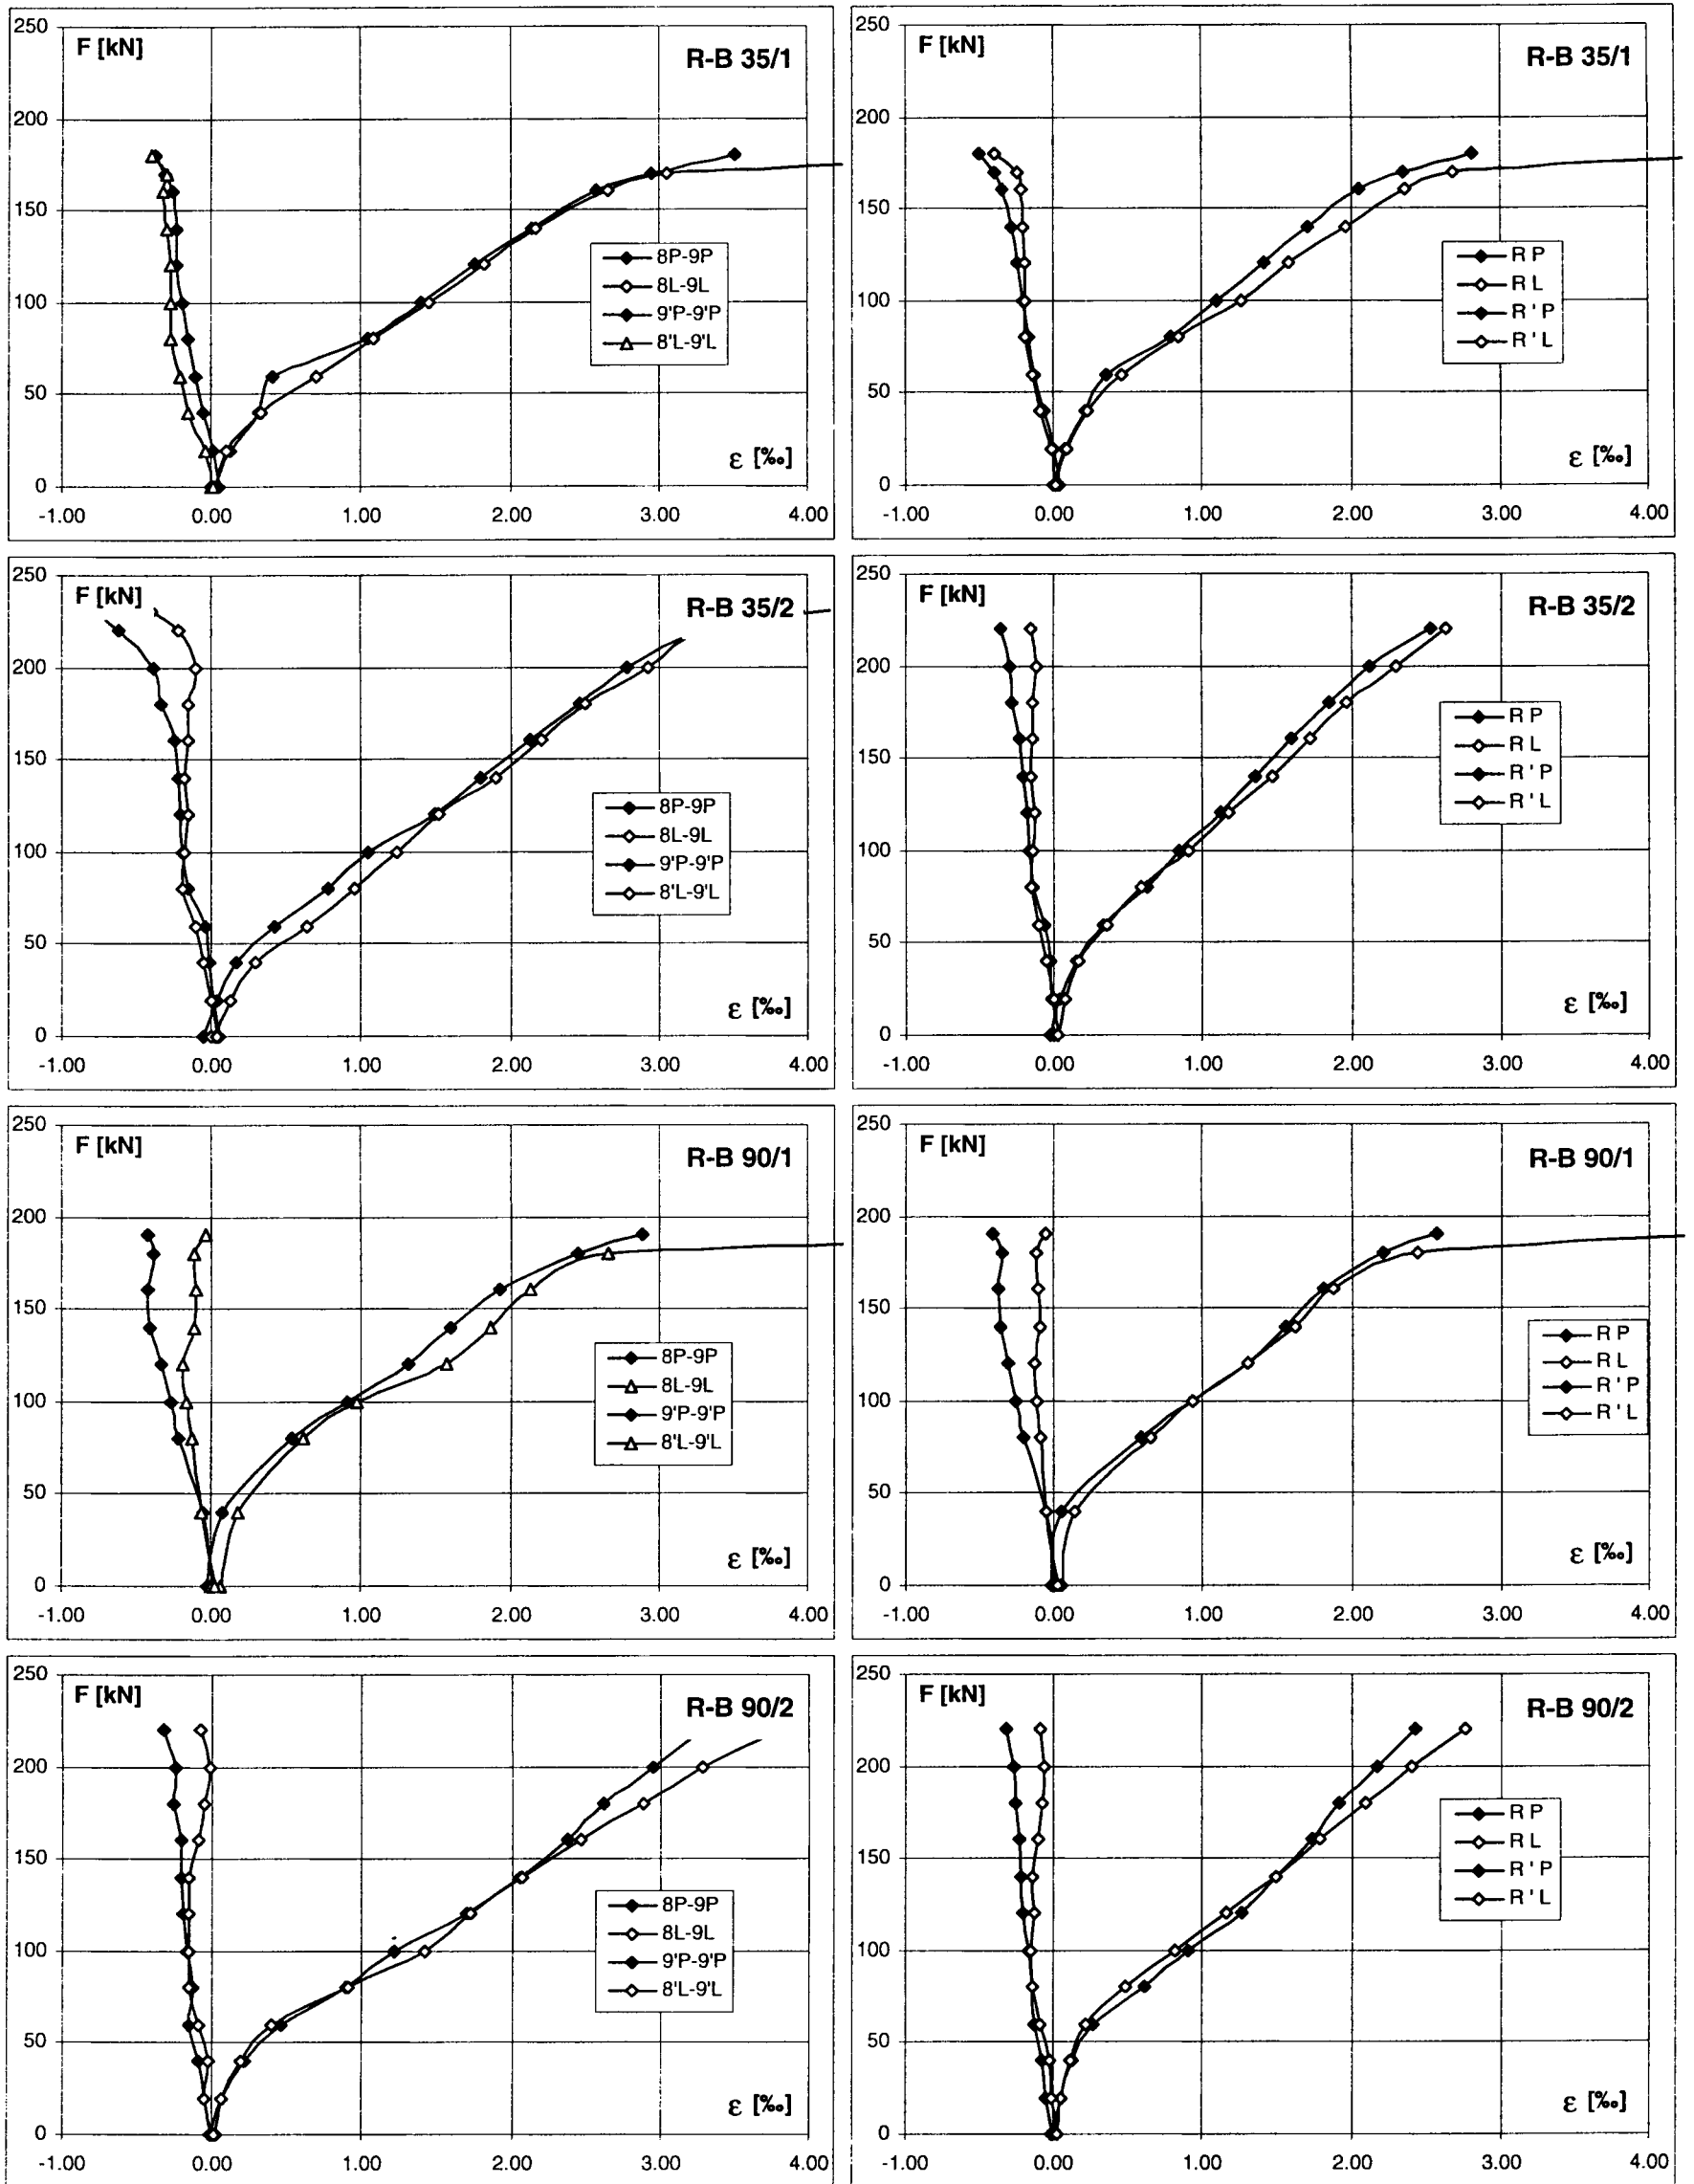 F [kN]
R-B 35/1
250
200
150
100
50
0
8P-9P
8L-9L
9'P-9'P
8'L-9'L
ε [‰]
-1.00 0.00 1.00 2.00 3.00 4.00
F [kN]
R-B 35/1
250
200
150
100
50
0
R P
R L
R ' P
R ' L
ε [‰]
-1.00 0.00 1.00 2.00 3.00 4.00
F [kN]
R-B 35/2
250
200
150
100
50
0
8P-9P
8L-9L
9'P-9'P
8'L-9'L
ε [‰]
-1.00 0.00 1.00 2.00 3.00 4.00
F [kN]
R-B 35/2
250
200
150
100
50
0
R P
R L
R ' P
R ' L
ε [‰]
-1.00 0.00 1.00 2.00 3.00 4.00
F [kN]
R-B 90/1
250
200
150
100
50
0
8P-9P
8L-9L
9'P-9'P
8'L-9'L
ε [‰]
-1.00 0.00 1.00 2.00 3.00 4.00
F [kN]
R-B 90/1
250
200
150
100
50
0
R P
R L
R ' P
R ' L
ε [‰]
-1.00 0.00 1.00 2.00 3.00 4.00
F [kN]
R-B 90/2
250
200
150
100
50
0
8P-9P
8L-9L
9'P-9'P
8'L-9'L
ε [‰]
-1.00 0.00 1.00 2.00 3.00 4.00
F [kN]
R-B 90/2
250
200
150
100
50
0
R P
R L
R ' P
R ' L
ε [‰]
-1.00 0.00 1.00 2.00 3.00 4.00